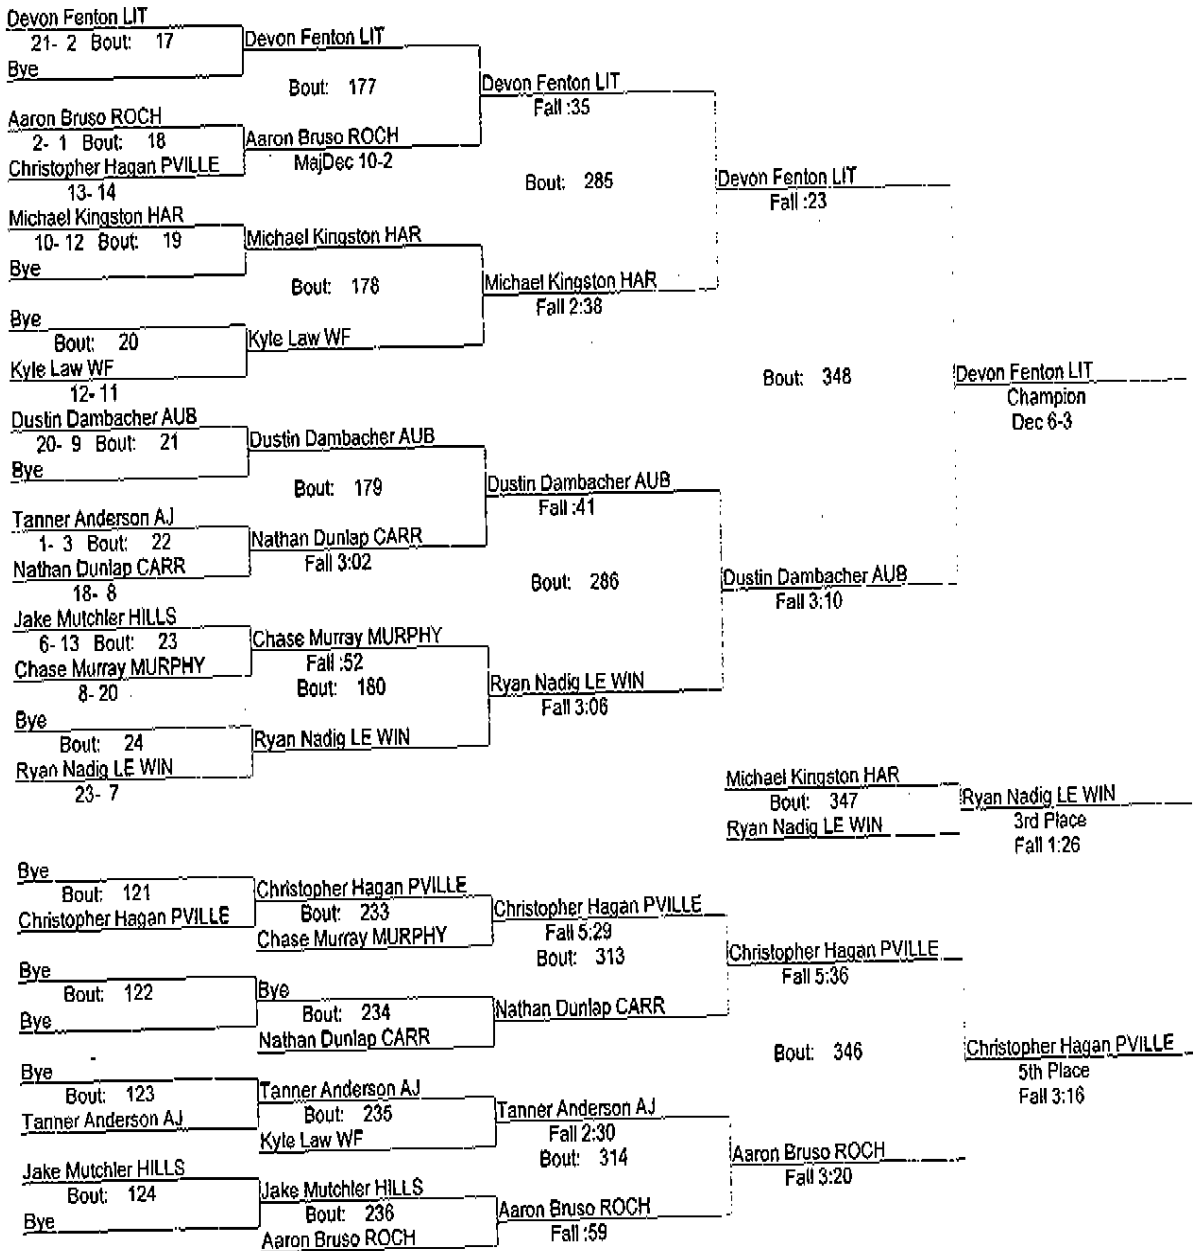 Devon Fenton LIT
21- 2 Bout: 17
Bye
Devon Fenton LIT
Bout: 177
Aaron Bruso ROCH
2- 1 Bout: 18
Christopher Hagan PVILLE
13- 14
Aaron Bruso ROCH
MajDec 10-2
Devon Fenton LIT
Fall :35
Bout: 285
Michael Kingston HAR
10- 12 Bout: 19
Bye
Michael Kingston HAR
Bout: 178
Bye
Bout: 20
Kyle Law WF
12- 11
Kyle Law WF
Michael Kingston HAR
Fall 2:38
Devon Fenton LIT
Fall :23
Bout: 348
Dustin Dambacher AUB
20- 9 Bout: 21
Bye
Dustin Dambacher AUB
Bout: 179
Tanner Anderson AJ
1- 3 Bout: 22
Nathan Dunlap CARR
18- 8
Nathan Dunlap CARR
Fall 3:02
Dustin Dambacher AUB
Fall :41
Bout: 286
Jake Mutchler HILLS
6- 13 Bout: 23
Chase Murray MURPHY
8- 20
Chase Murray MURPHY
Fall :52
Bout: 180
Bye
Bout: 24
Ryan Nadig LE WIN
23- 7
Ryan Nadig LE WIN
Ryan Nadig LE WIN
Fall 3:06
Dustin Dambacher AUB
Fall 3:10
Devon Fenton LIT
Champion
Dec 6-3
Michael Kingston HAR
Bout: 347
Ryan Nadig LE WIN
Ryan Nadig LE WIN
3rd Place
Fall 1:26
Bye
Bout: 121
Christopher Hagan PVILLE
Christopher Hagan PVILLE
Bout: 233
Chase Murray MURPHY
Christopher Hagan PVILLE
Fall 5:29
Bout: 313
Bye
Bout: 122
Bye
Bye
Bout: 234
Nathan Dunlap CARR
Nathan Dunlap CARR
Christopher Hagan PVILLE
Fall 5:36
Bout: 346
Bye
Bout: 123
Tanner Anderson AJ
Tanner Anderson AJ
Bout: 235
Kyle Law WF
Tanner Anderson AJ
Fall 2:30
Bout: 314
Jake Mutchler HILLS
Bout: 124
Bye
Jake Mutchler HILLS
Bout: 236
Aaron Bruso ROCH
Aaron Bruso ROCH
Fall :59
Aaron Bruso ROCH
Fall 3:20
Christopher Hagan PVILLE
5th Place
Fall 3:16